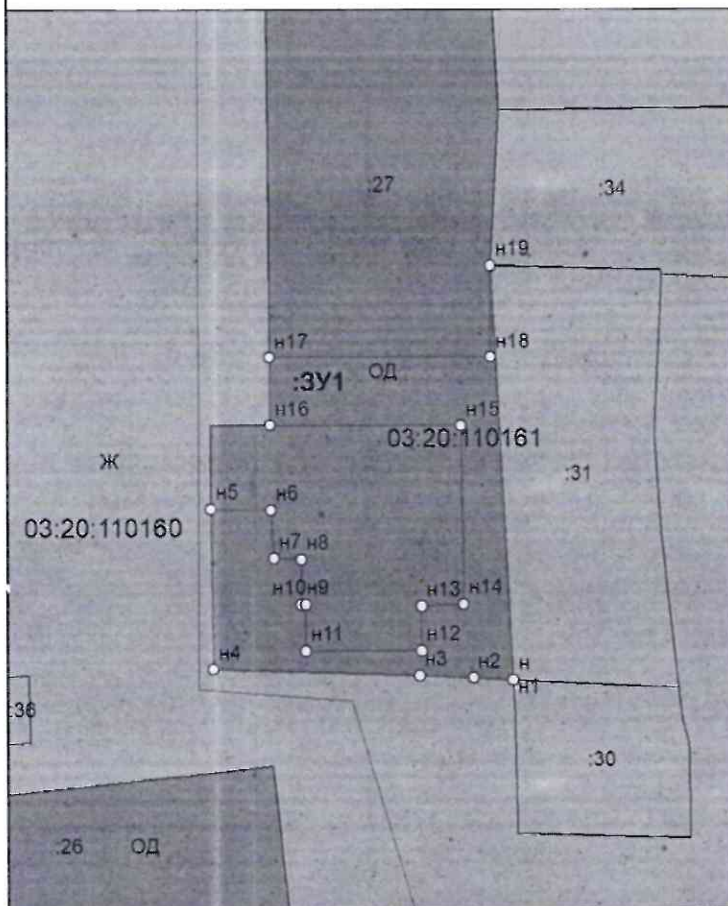 :27
:34
н19
н17
н18
:ЗУ1
ОД
н16
н15
03:20:110161
Ж
:31
н5
н6
03:20:110160
н7
н8
н10
н9
н13
н14
н11
н12
н4
н3
н2
н
н1
:36
:30
:26
ОД